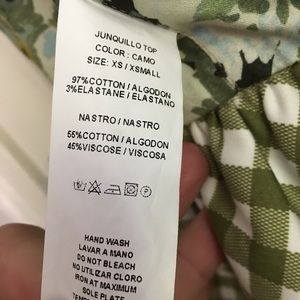 JUNQUILLO TOP
COLOR: CAMO
SIZE: XS / XSMALL
97%COTTON / ALGODON
3%ELASTANE / ELASTANO
NASTRO / NASTRO
55%COTTON / ALGODON
45%VISCOSE / VISCOSA
HAND WASH
LAVAR A MANO
DO NOT BLEACH
NO UTILIZAR CLORO
IRON AT MAXIMUM
SOLE PLATE